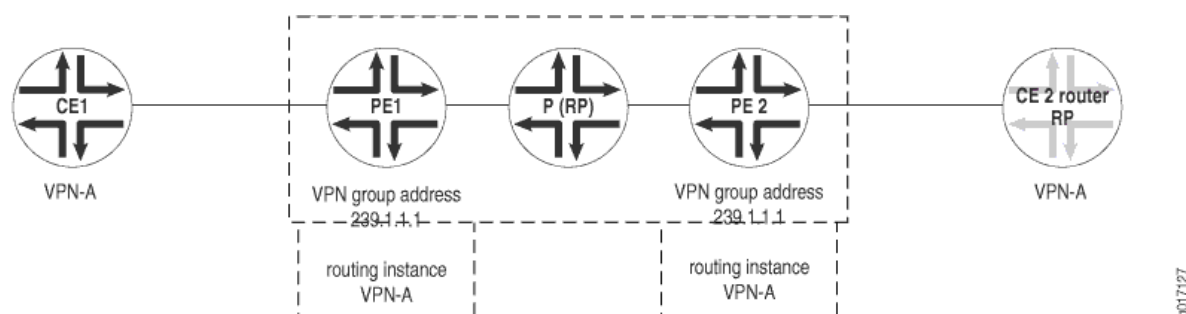 CE1
PE1
P (RP)
PE 2
CE 2 router
RP
VPN-A
VPN group address
239.1.1.1
VPN group address
239.1.1.1
VPN-A
routing instance
VPN-A
routing instance
VPN-A
g017127